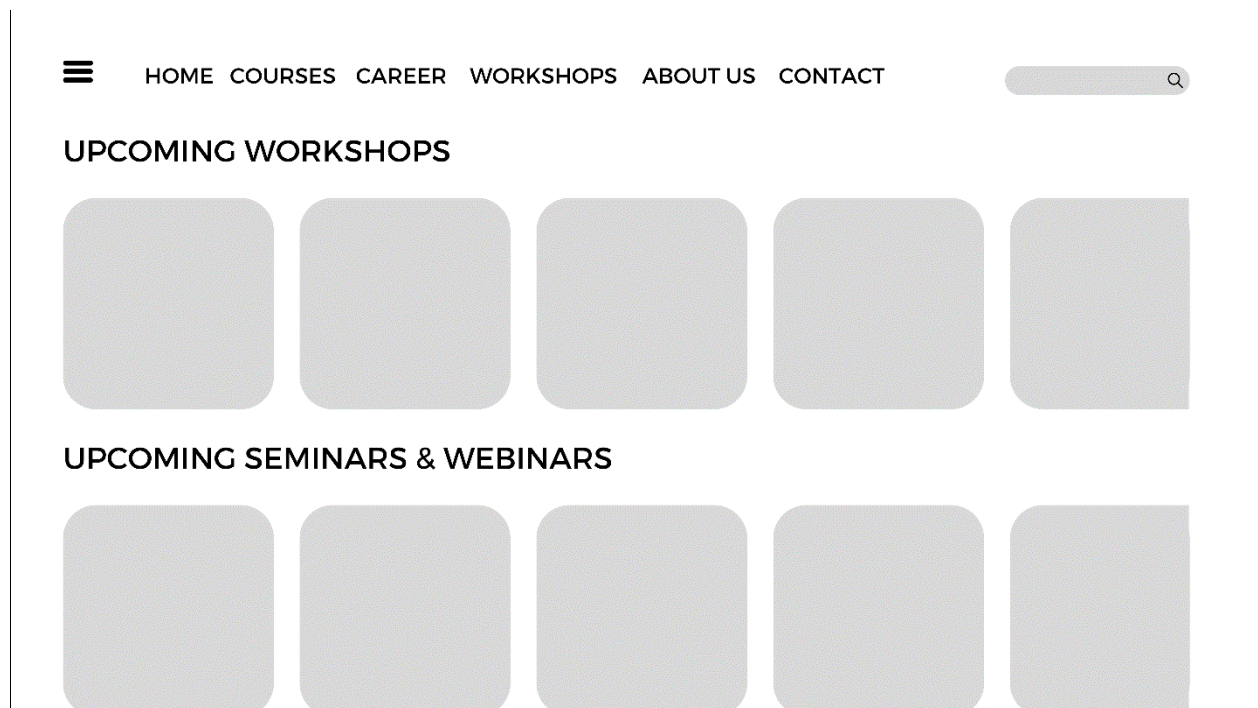 HOME COURSES CAREER WORKSHOPS ABOUT US CONTACT
UPCOMING WORKSHOPS
UPCOMING SEMINARS & WEBINARS